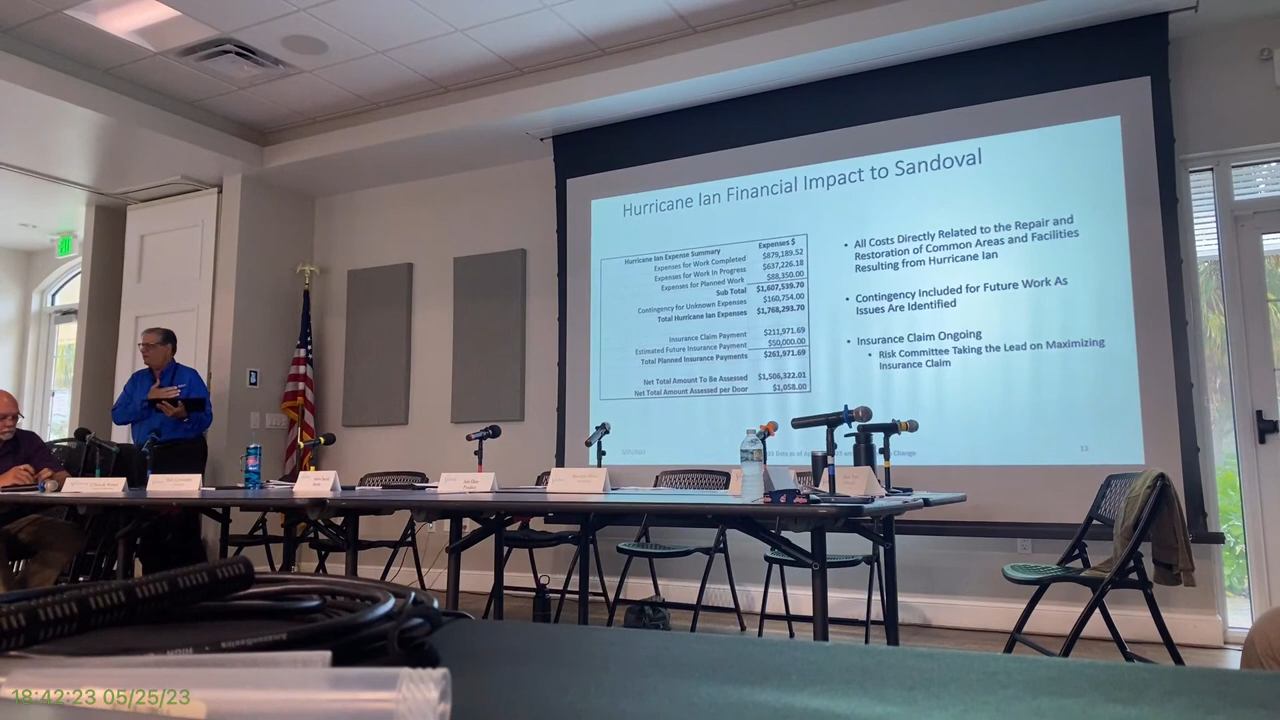 Hurricane Ian Financial Impact to Sandoval
Hurricane Ian Expense Summary Expenses $
Expenses for Work Completed $879,189.52
Expenses for Work In Progress $637,226.18
Expenses for Planned Work $88,350.00
Sub Total $1,607,539.70
Contingency for Unknown Expenses $160,754.00
Total Hurricane Ian Expenses $1,768,293.70
Insurance Claim Payment $211,971.69
Estimated Future Insurance Payment $50,000.00
Total Planned Insurance Payments $261,971.69
Net Total Amount To Be Assessed $1,506,322.01
Net Total Amount Assessed per Door $1,058.00
• All Costs Directly Related to the Repair and
Restoration of Common Areas and Facilities
Resulting from Hurricane Ian
• Contingency Included for Future Work As
Issues Are Identified
• Insurance Claim Ongoing
• Risk Committee Taking the Lead on Maximizing
Insurance Claim
Change
13
President
18:42:23 05/25/23